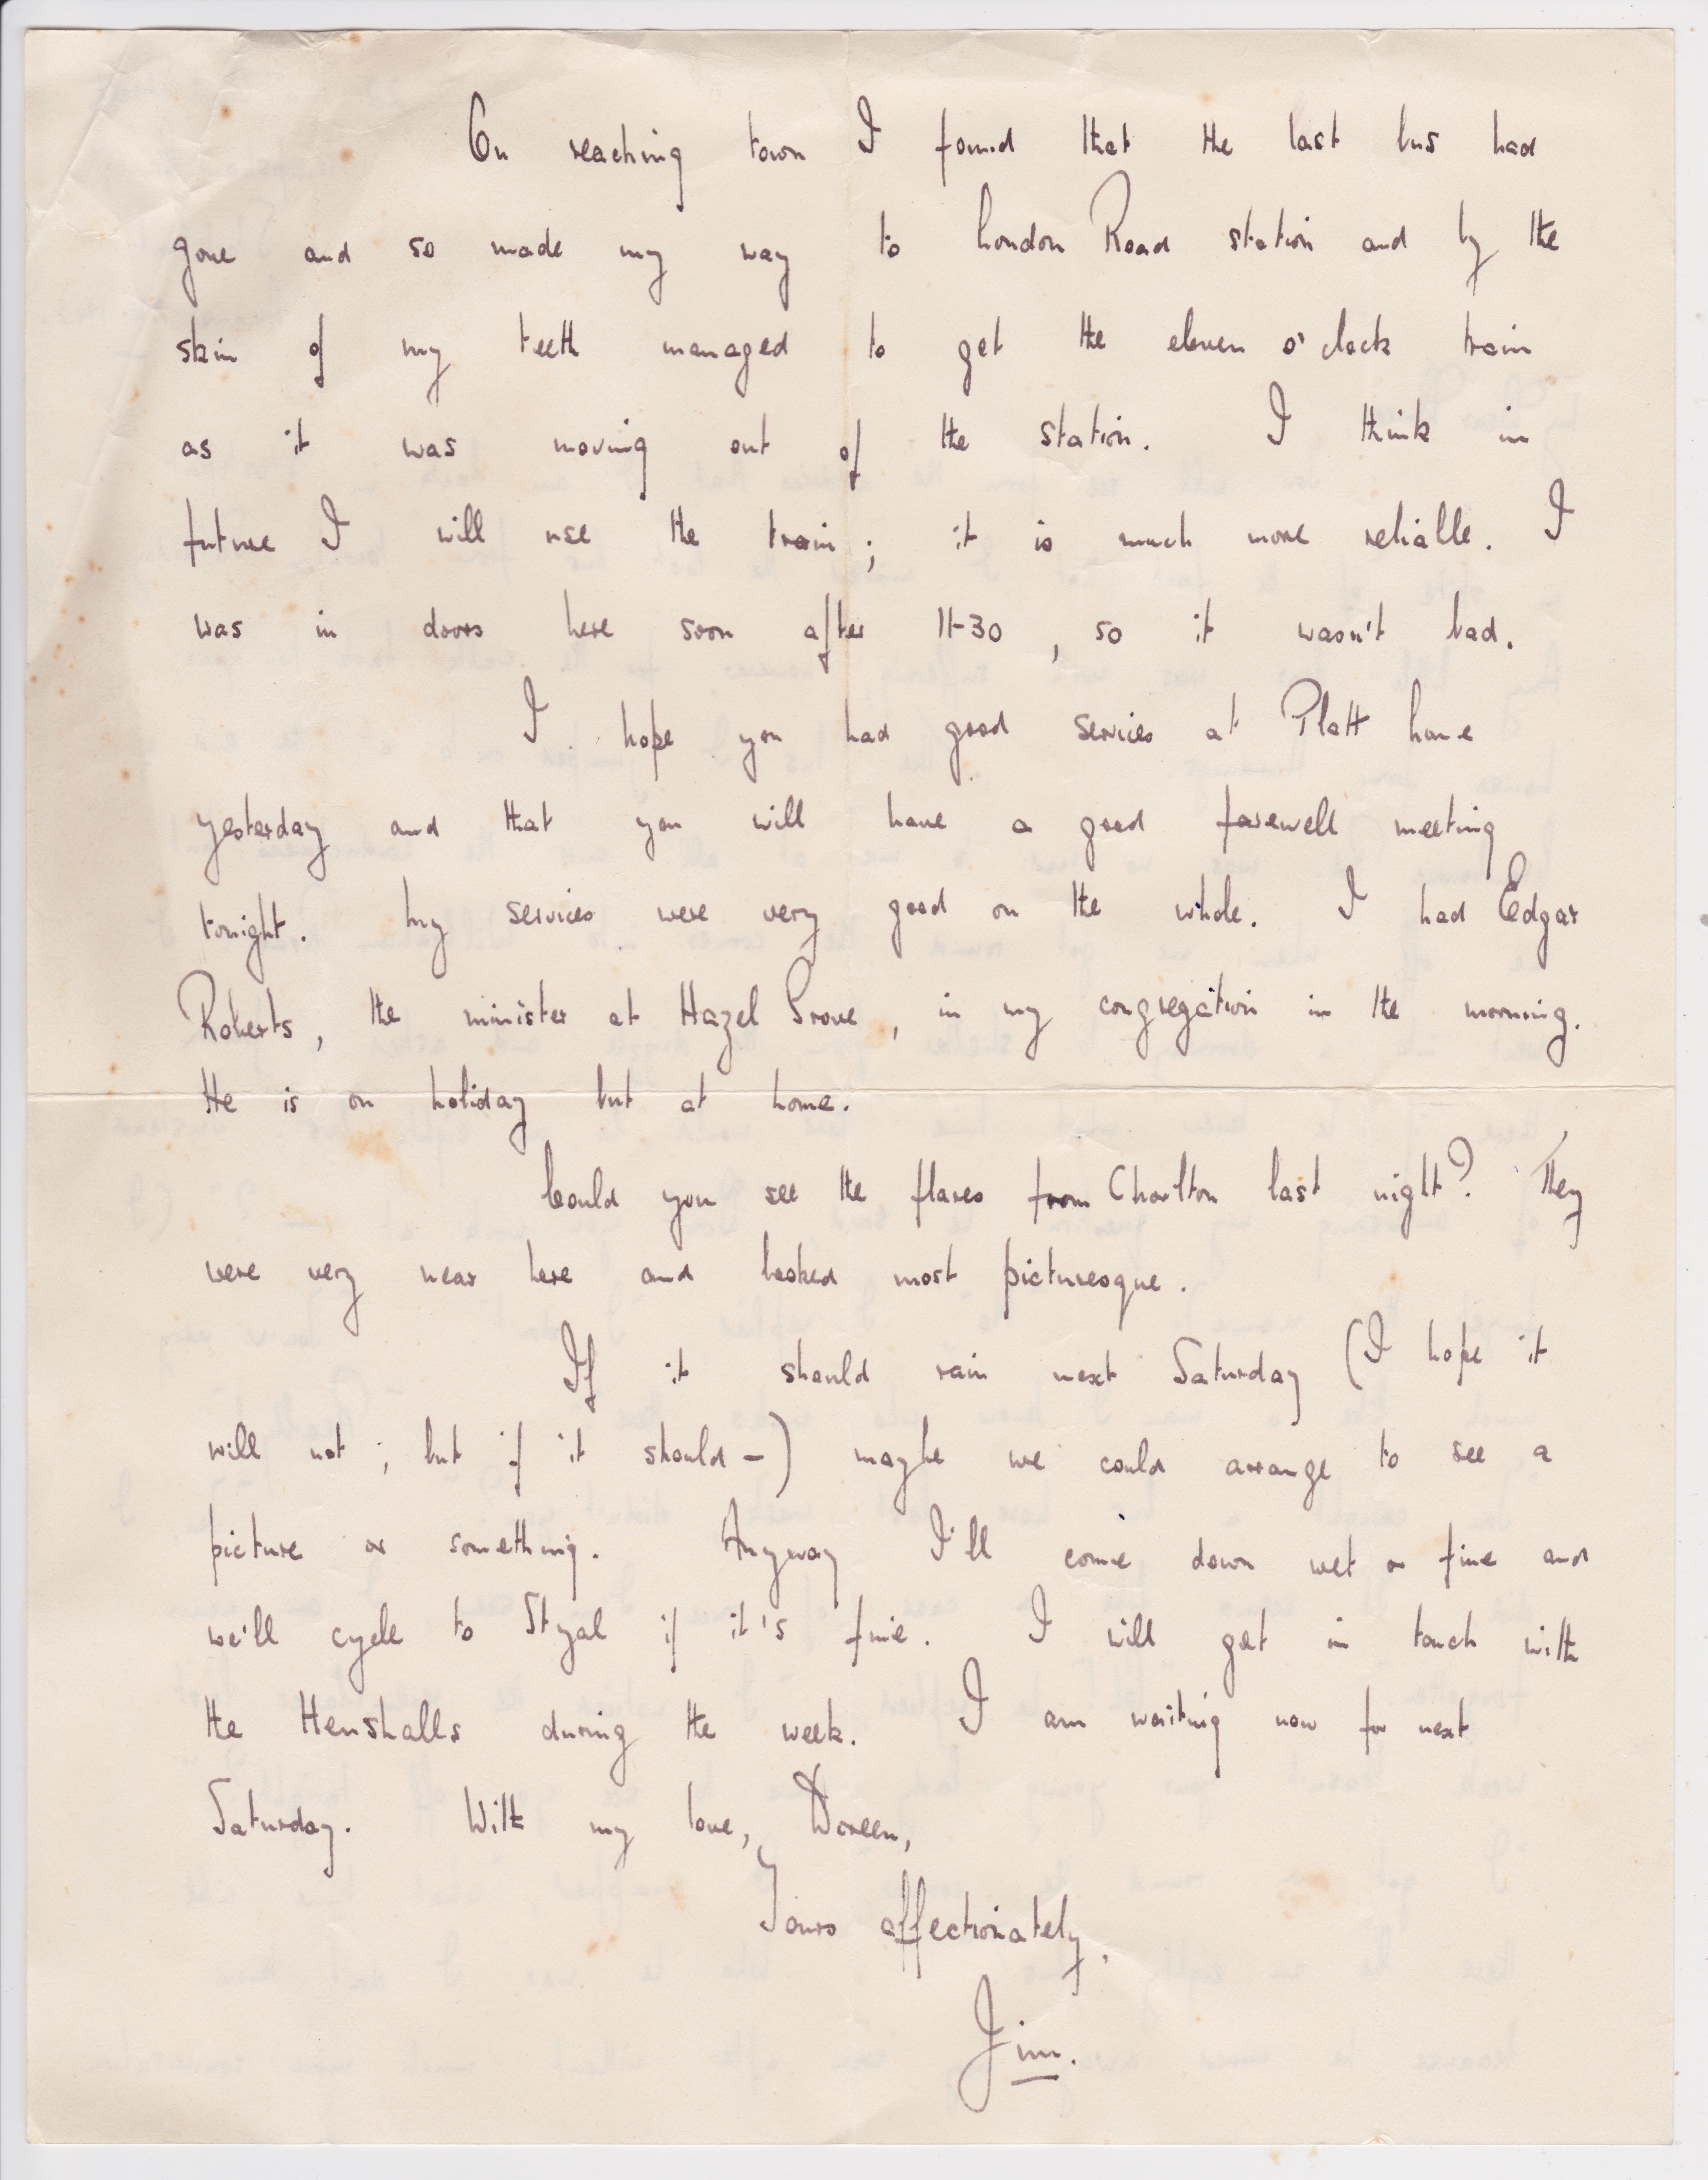 On reaching town I found that the last bus had
gone and so made my way to London Road station and by the
skin of my teeth managed to get the eleven o'clock train
as it was moving out of the station. I think in
future I will use the train; it is much more reliable. I
was in doors here soon after 11-30, so it wasn't bad.
I hope you had good services at Platt Lane
yesterday and that you will have a good farewell meeting
tonight. My services were very good on the whole. I had Edgar
Roberts, the minister at Hazel Grove, in my congregation in the morning.
He is on holiday but at home.
Could you see the flares from Chorlton last night? They
were very near here and looked most picturesque.
If it should rain next Saturday (I hope it
will not; but if it should -) maybe we could arrange to see a
picture or something. Anyway I'll come down wet or fine and
we'll cycle to Styal if it's fine. I will get in touch with
the Henshalls during the week. I am waiting now for next
Saturday. With my love, Doreen,
Yours affectionately,
Jim.